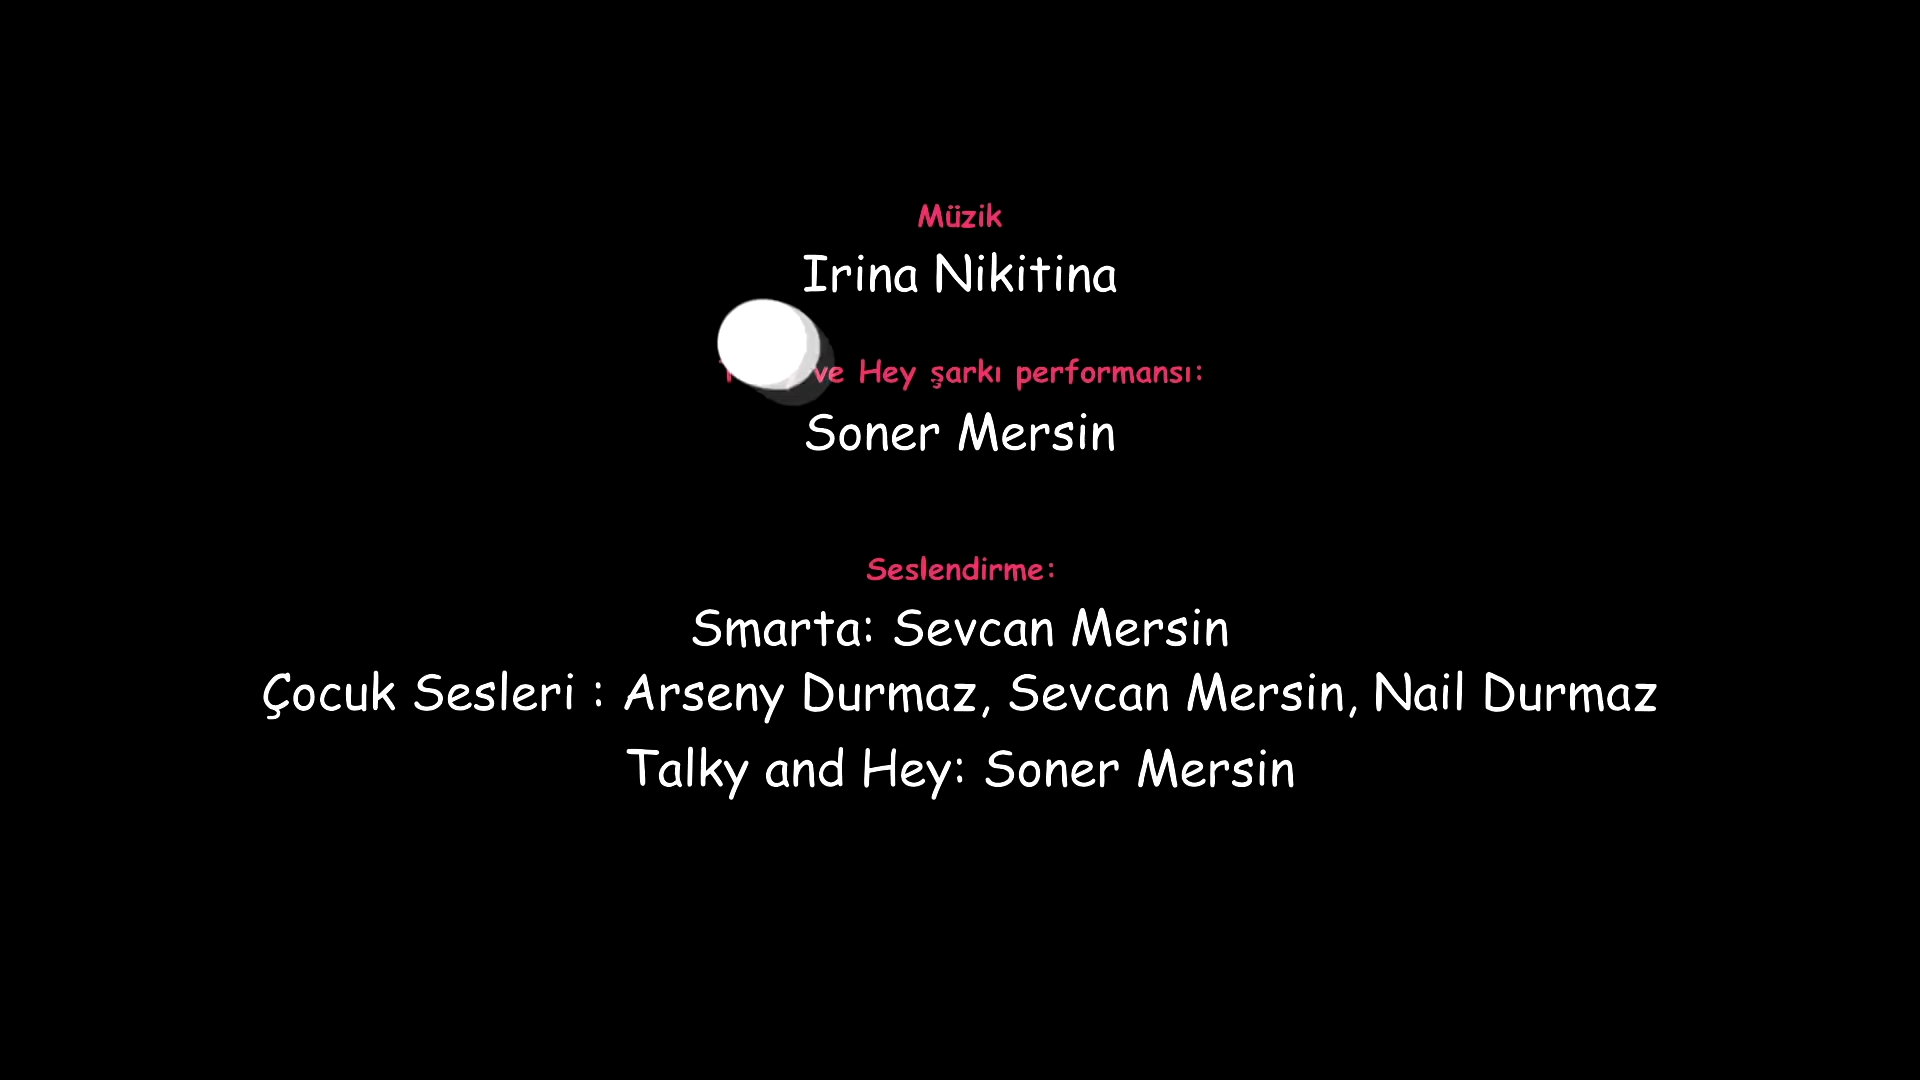 Müzik
Irina Nikitina
ve Hey şarkı performansı:
Soner Mersin
Seslendirme:
Smarta: Sevcan Mersin
Çocuk Sesleri : Arseny Durmaz, Sevcan Mersin, Nail Durmaz
Talky and Hey: Soner Mersin